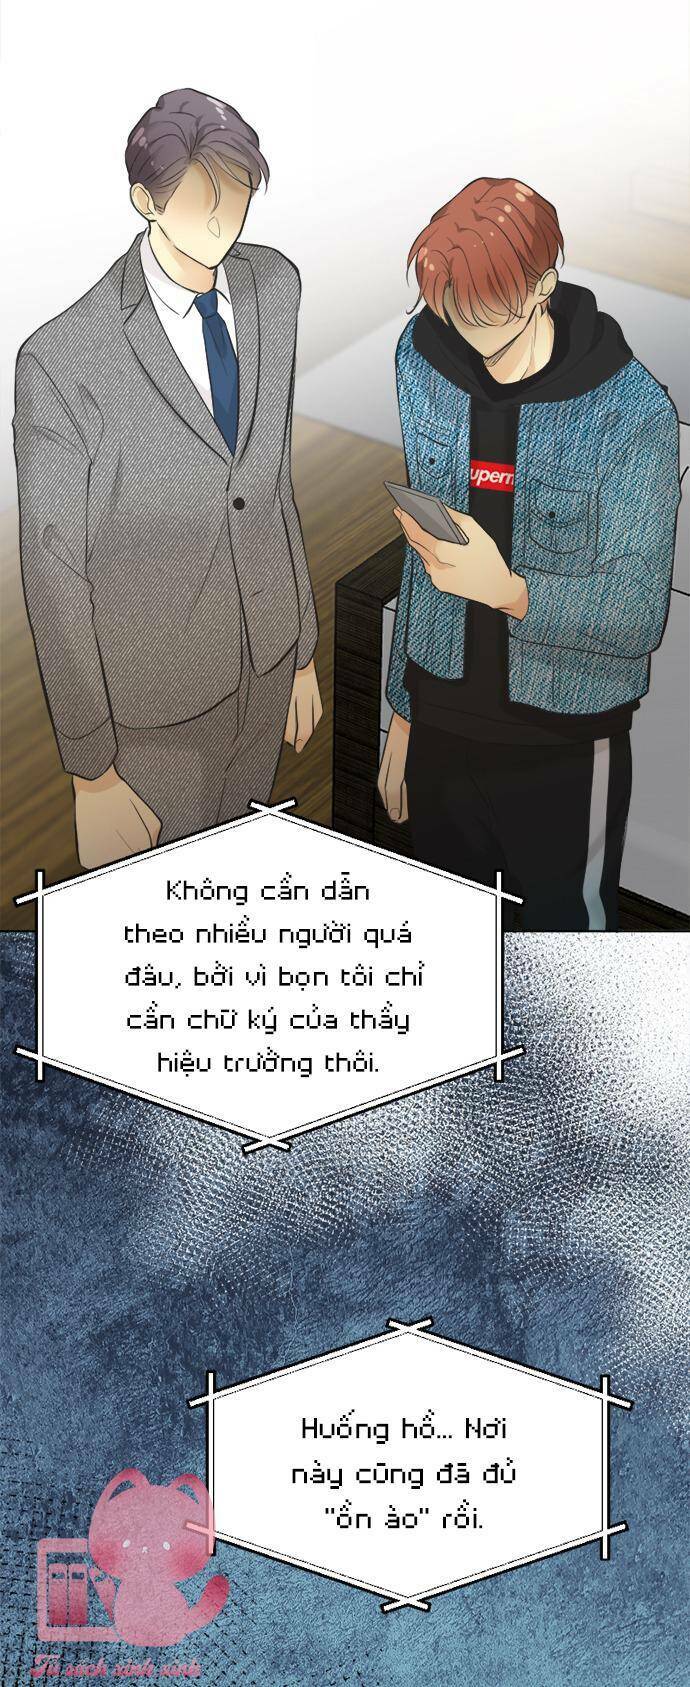 uperm
Không cần dẫn
theo nhiều người quá
đâu, bởi vì bọn tôi chỉ
cần chữ ký của thầy
hiệu trưởng thôi.
Huống hồ... Nơi
này cũng đã đủ
"ồn ào" rồi.
Tủ sách sinh sinh